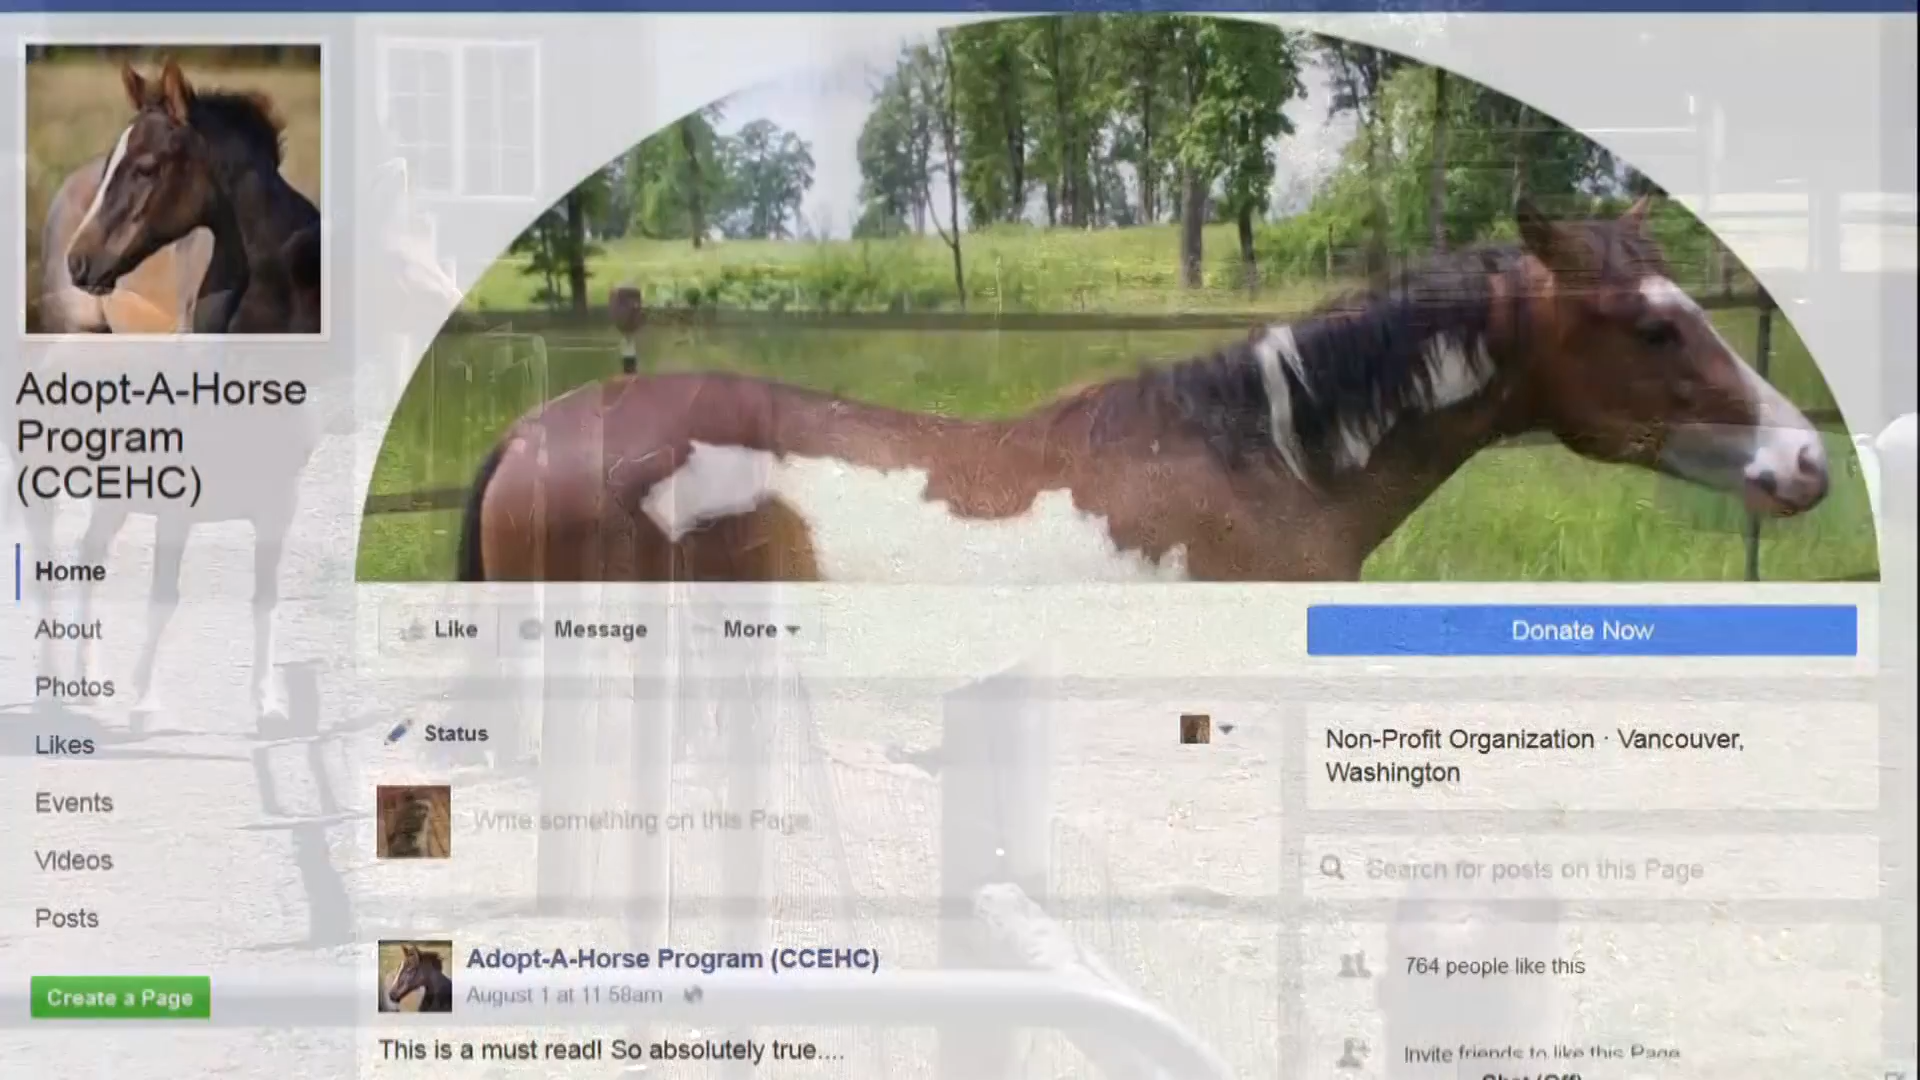 Adopt-A-Horse
Program
(CCEHC)
Home
About
Photos
Likes
Events
Videos
Posts
Create a Page
Like
Message
More
Donate Now
Status
Write something on this Page
Adopt-A-Horse Program (CCEHC)
August 1 at 11:58am
This is a must read! So absolutely true....
Non-Profit Organization · Vancouver,
Washington
Search for posts on this Page
764 people like this
Invite friends to like this Page
Chat (Off)